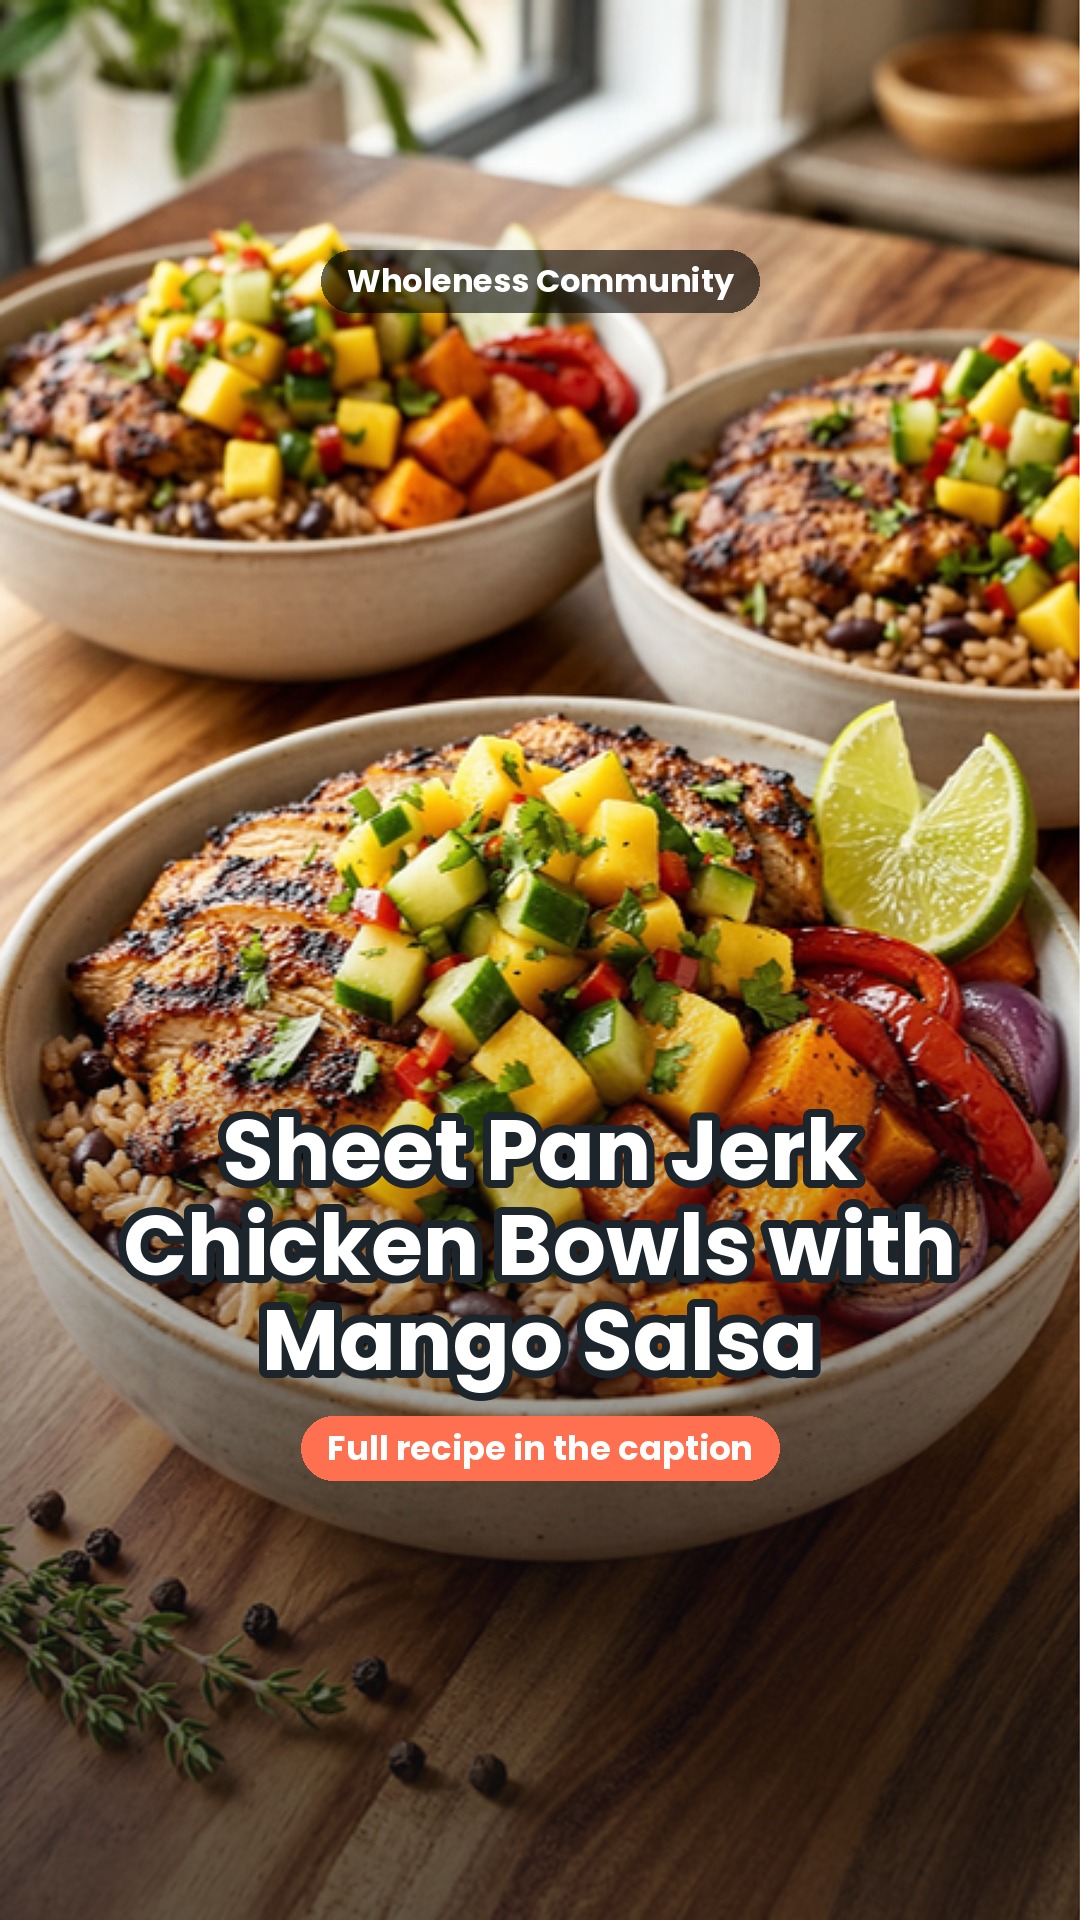 Wholeness Community
Sheet Pan Jerk
Chicken Bowls with
Mango Salsa
Full recipe in the caption